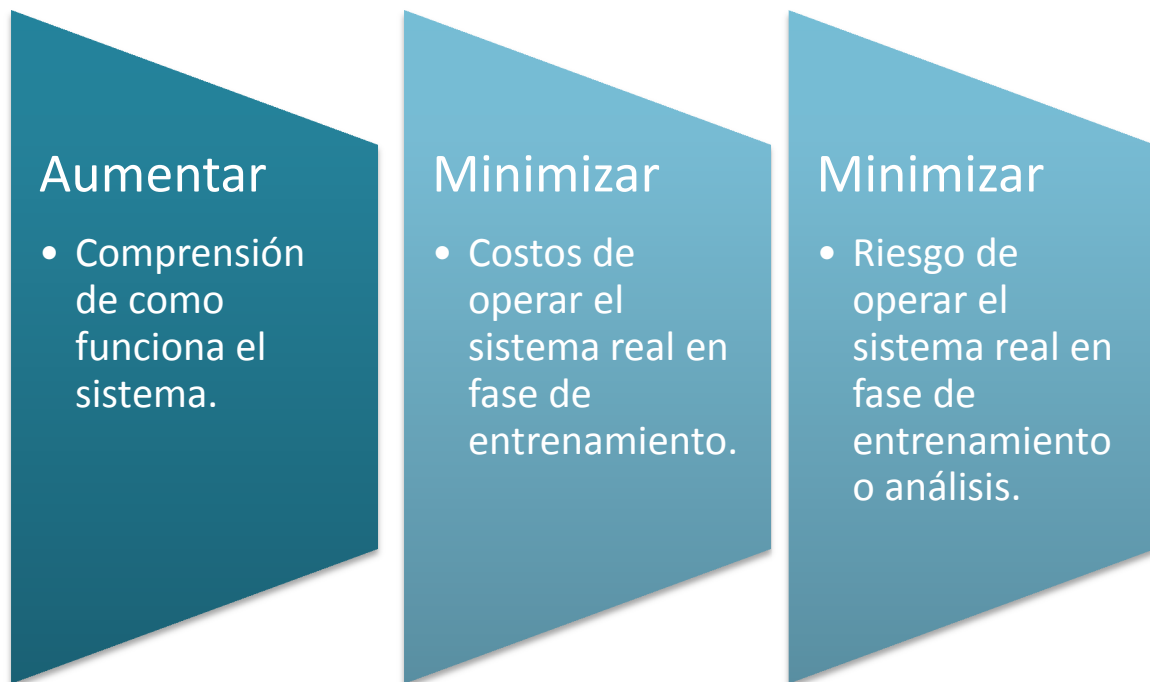 Aumentar
• Comprensión
de como
funciona el
sistema.
Minimizar
• Costos de
operar el
sistema real en
fase de
entrenamiento.
Minimizar
• Riesgo de
operar el
sistema real en
fase de
entrenamiento
o análisis.